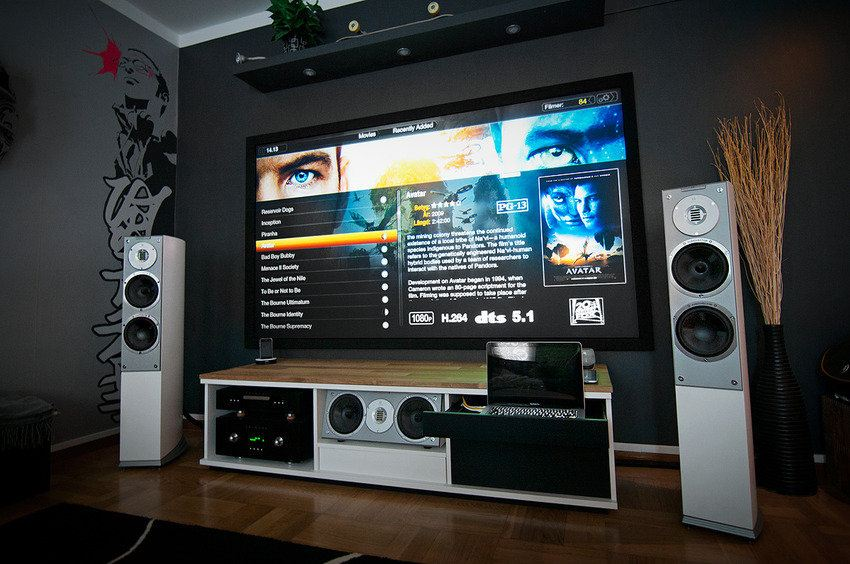 14.13
Movies Recently Added
Filmer: 84
Reservoir Dogs
Inception
Piranha
Avatar
Bad Boy Bubby
Menace II Society
The Jewel of the Nile
To Be or Not to Be
The Bourne Ultimatum
The Bourne Identity
The Bourne Supremacy
Avatar
Betyg:
År: 2009
Längd: 2:42:00
PG-13
the mining colony threatens the continued
existence of a local tribe of Na'vi—a humanoid
species indigenous to Pandora. The film's title
refers to the genetically engineered Na'vi-human
hybrid bodies used by a team of researchers to
interact with the natives of Pandora.
Development on Avatar began in 1994, when
Cameron wrote an 80-page scriptment for the
film. Filming was supposed to take place after
AVATAR
1080p H.264 dts 5.1